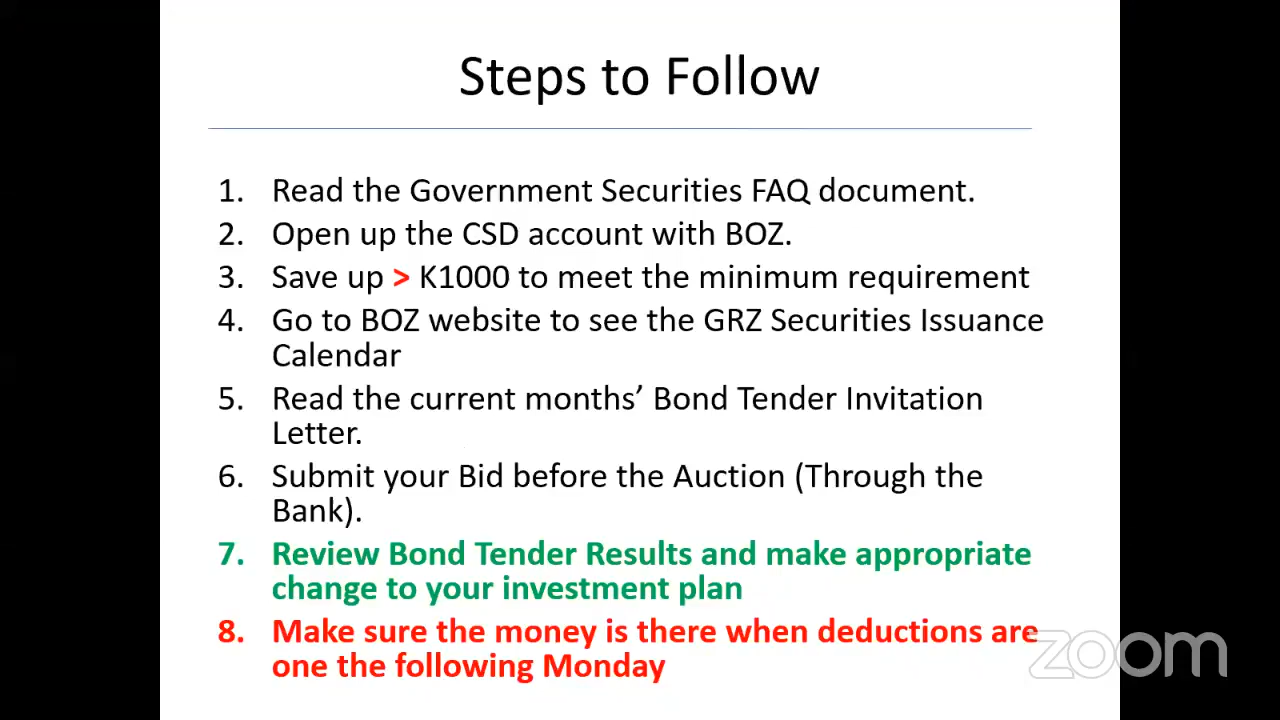 Steps to Follow
1. Read the Government Securities FAQ document.
2. Open up the CSD account with BOZ.
3. Save up > K1000 to meet the minimum requirement
4. Go to BOZ website to see the GRZ Securities Issuance
Calendar
5. Read the current months’ Bond Tender Invitation
Letter.
6. Submit your Bid before the Auction (Through the
Bank).
7. Review Bond Tender Results and make appropriate
change to your investment plan
8. Make sure the money is there when deductions are
one the following Monday
zoom